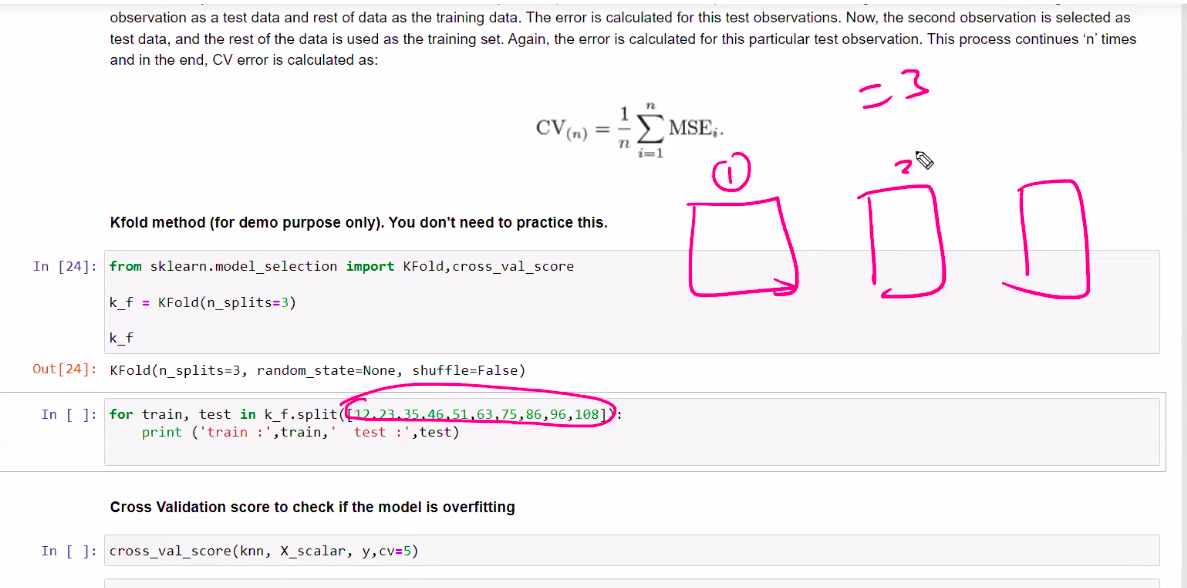 observation as a test data and rest of data as the training data. The error is calculated for this test observations. Now, the second observation is selected as
test data, and the rest of the data is used as the training set. Again, the error is calculated for this particular test observation. This process continues ‘n’ times
and in the end, CV error is calculated as:
= 3
CV(n) = 1/n ∑ n i=1 MSEi.
1 2
Kfold method (for demo purpose only). You don't need to practice this.
In [24]: from sklearn.model_selection import KFold,cross_val_score
k_f = KFold(n_splits=3)
k_f
Out[24]: KFold(n_splits=3, random_state=None, shuffle=False)
In [ ]: for train, test in k_f.split([12,23,35,46,51,63,75,86,96,108]):
print ('train :',train,'  test :',test)
Cross Validation score to check if the model is overfitting
In [ ]: cross_val_score(knn, X_scalar, y,cv=5)